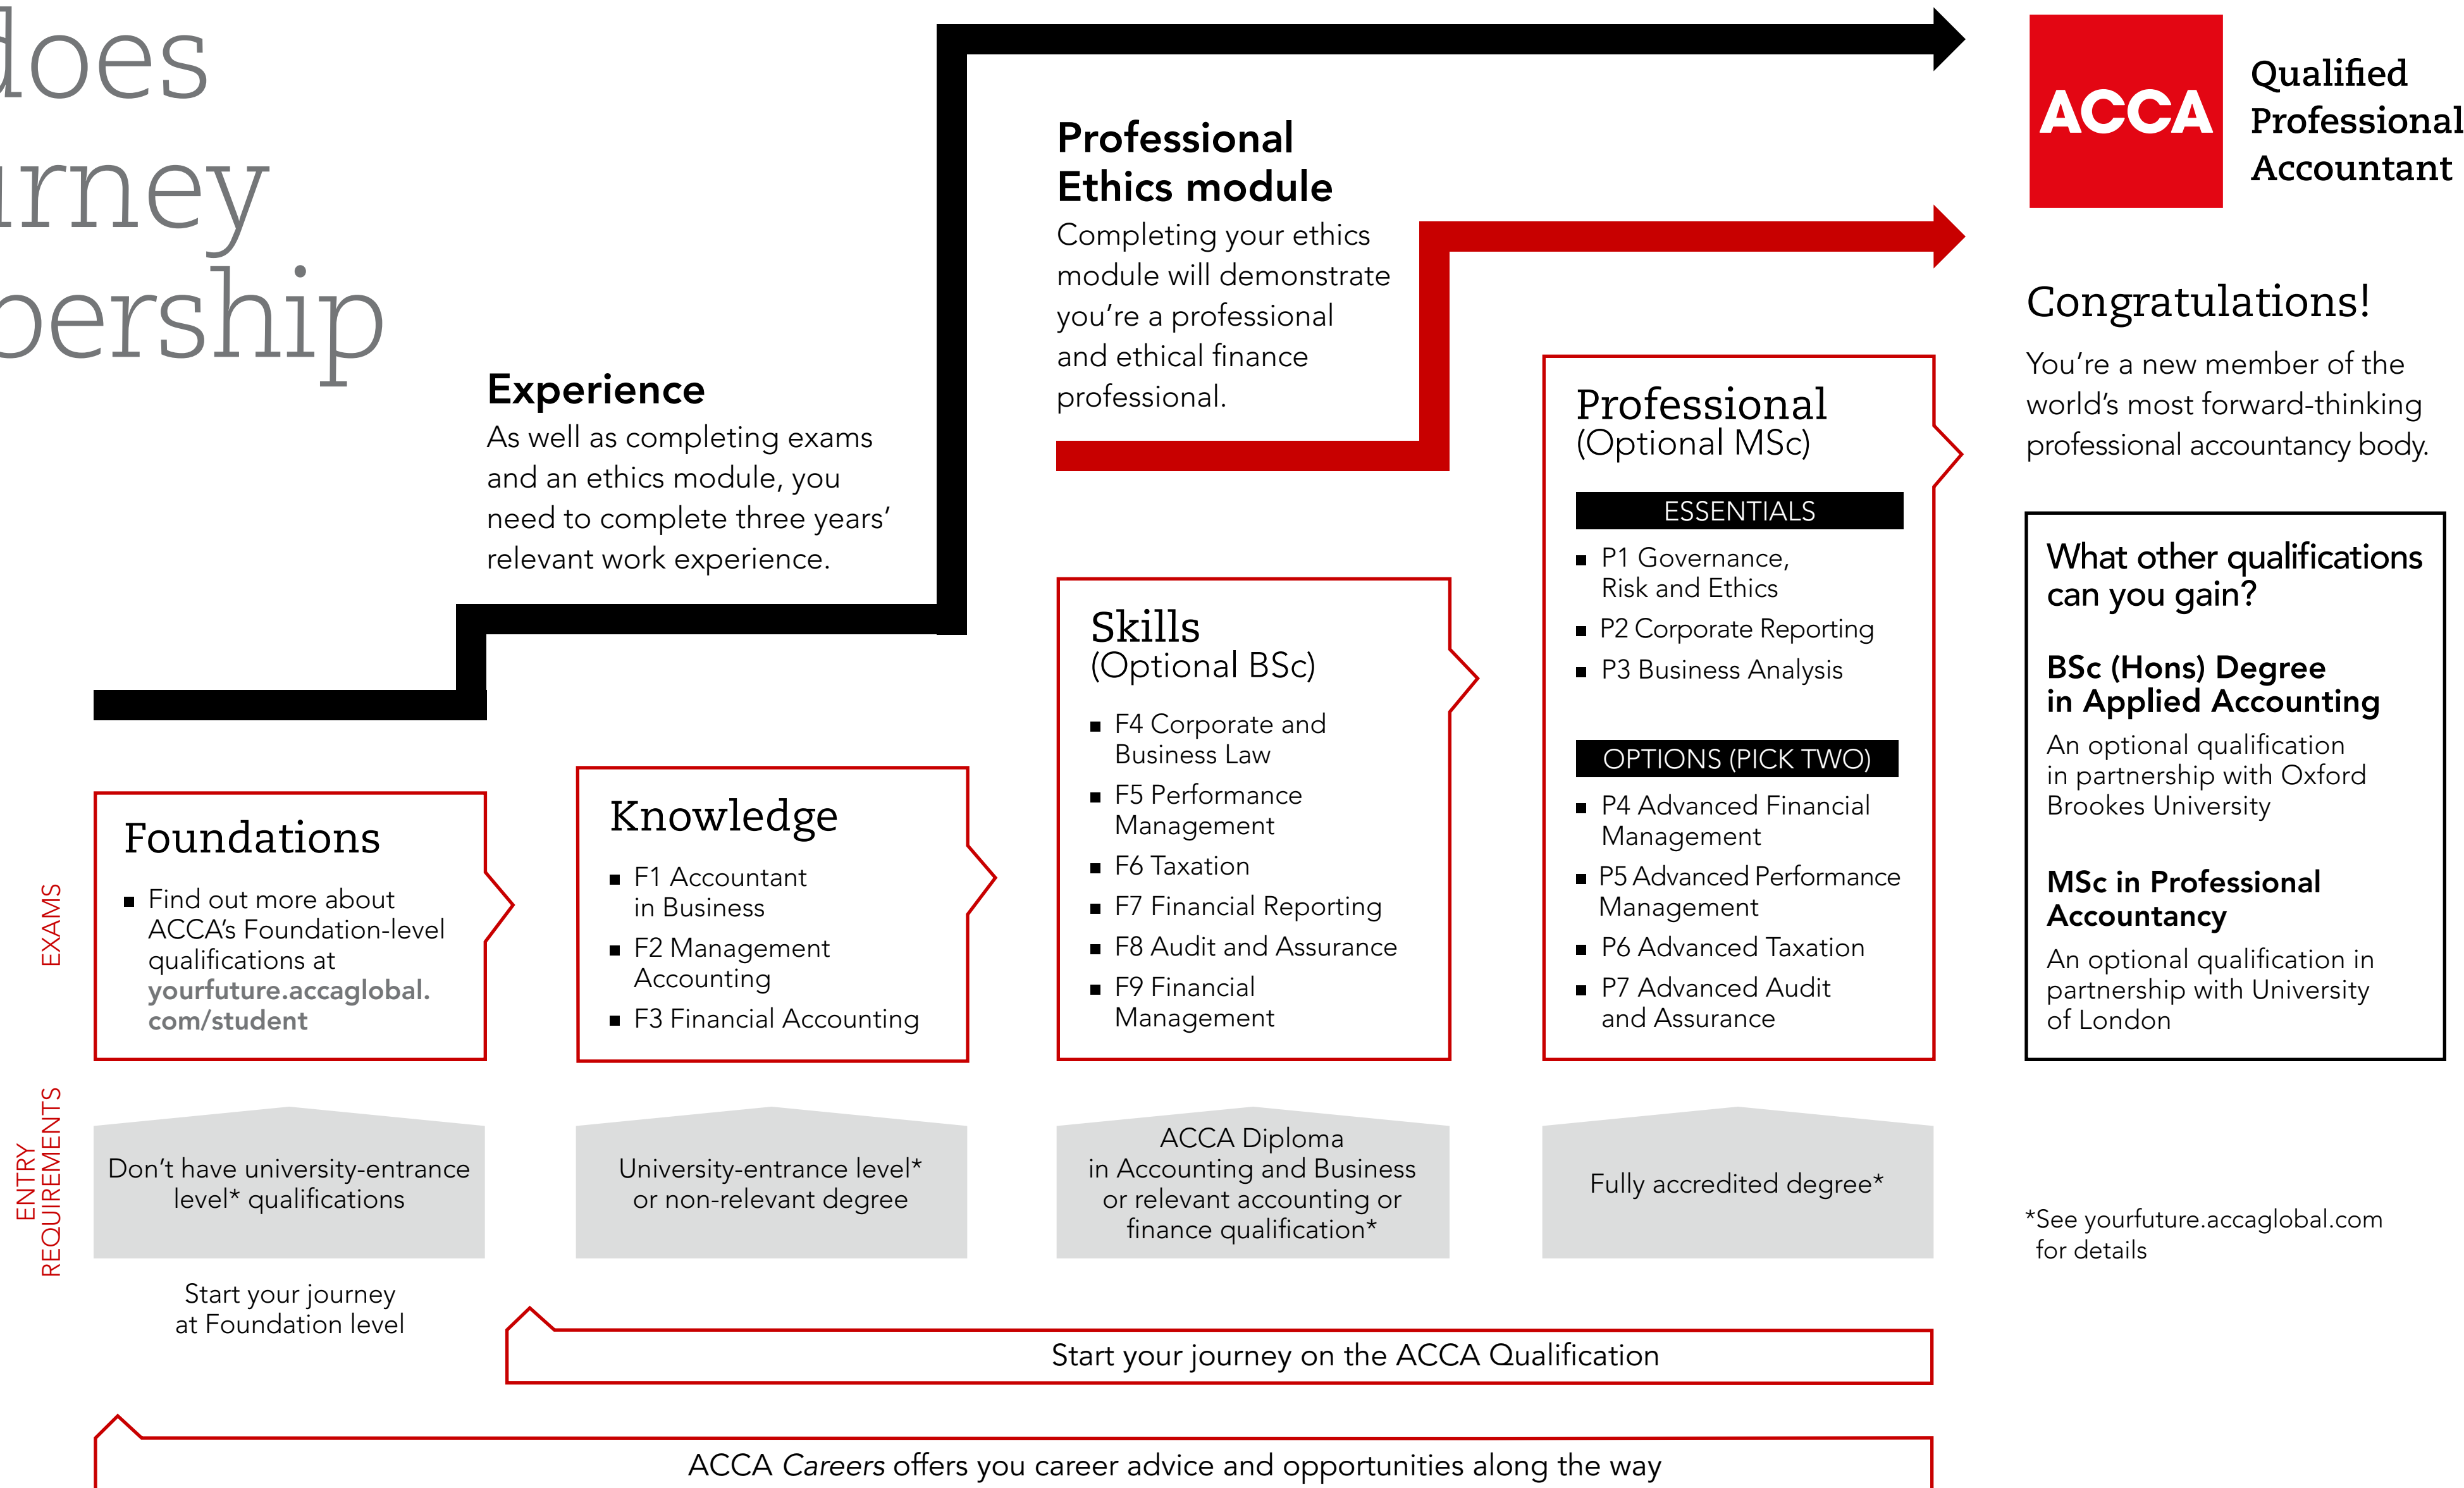 does
urney
bership
Experience
As well as completing exams
and an ethics module, you
need to complete three years’
relevant work experience.
Professional
Ethics module
Completing your ethics
module will demonstrate
you’re a professional
and ethical finance
professional.
ACCA
Qualified
Professional
Accountant
Congratulations!
You’re a new member of the
world’s most forward-thinking
professional accountancy body.
EXAMS
Foundations
▪ Find out more about
ACCA’s Foundation-level
qualifications at
yourfuture.accaglobal.
com/student
Knowledge
▪ F1 Accountant
in Business
▪ F2 Management
Accounting
▪ F3 Financial Accounting
Skills
(Optional BSc)
▪ F4 Corporate and
Business Law
▪ F5 Performance
Management
▪ F6 Taxation
▪ F7 Financial Reporting
▪ F8 Audit and Assurance
▪ F9 Financial
Management
Professional
(Optional MSc)
ESSENTIALS
▪ P1 Governance,
Risk and Ethics
▪ P2 Corporate Reporting
▪ P3 Business Analysis
OPTIONS (PICK TWO)
▪ P4 Advanced Financial
Management
▪ P5 Advanced Performance
Management
▪ P6 Advanced Taxation
▪ P7 Advanced Audit
and Assurance
What other qualifications
can you gain?
BSc (Hons) Degree
in Applied Accounting
An optional qualification
in partnership with Oxford
Brookes University
MSc in Professional
Accountancy
An optional qualification in
partnership with University
of London
ENTRY
REQUIREMENTS
Don’t have university-entrance
level* qualifications
University-entrance level*
or non-relevant degree
ACCA Diploma
in Accounting and Business
or relevant accounting or
finance qualification*
Fully accredited degree*
*See yourfuture.accaglobal.com
for details
Start your journey
at Foundation level
Start your journey on the ACCA Qualification
ACCA Careers offers you career advice and opportunities along the way